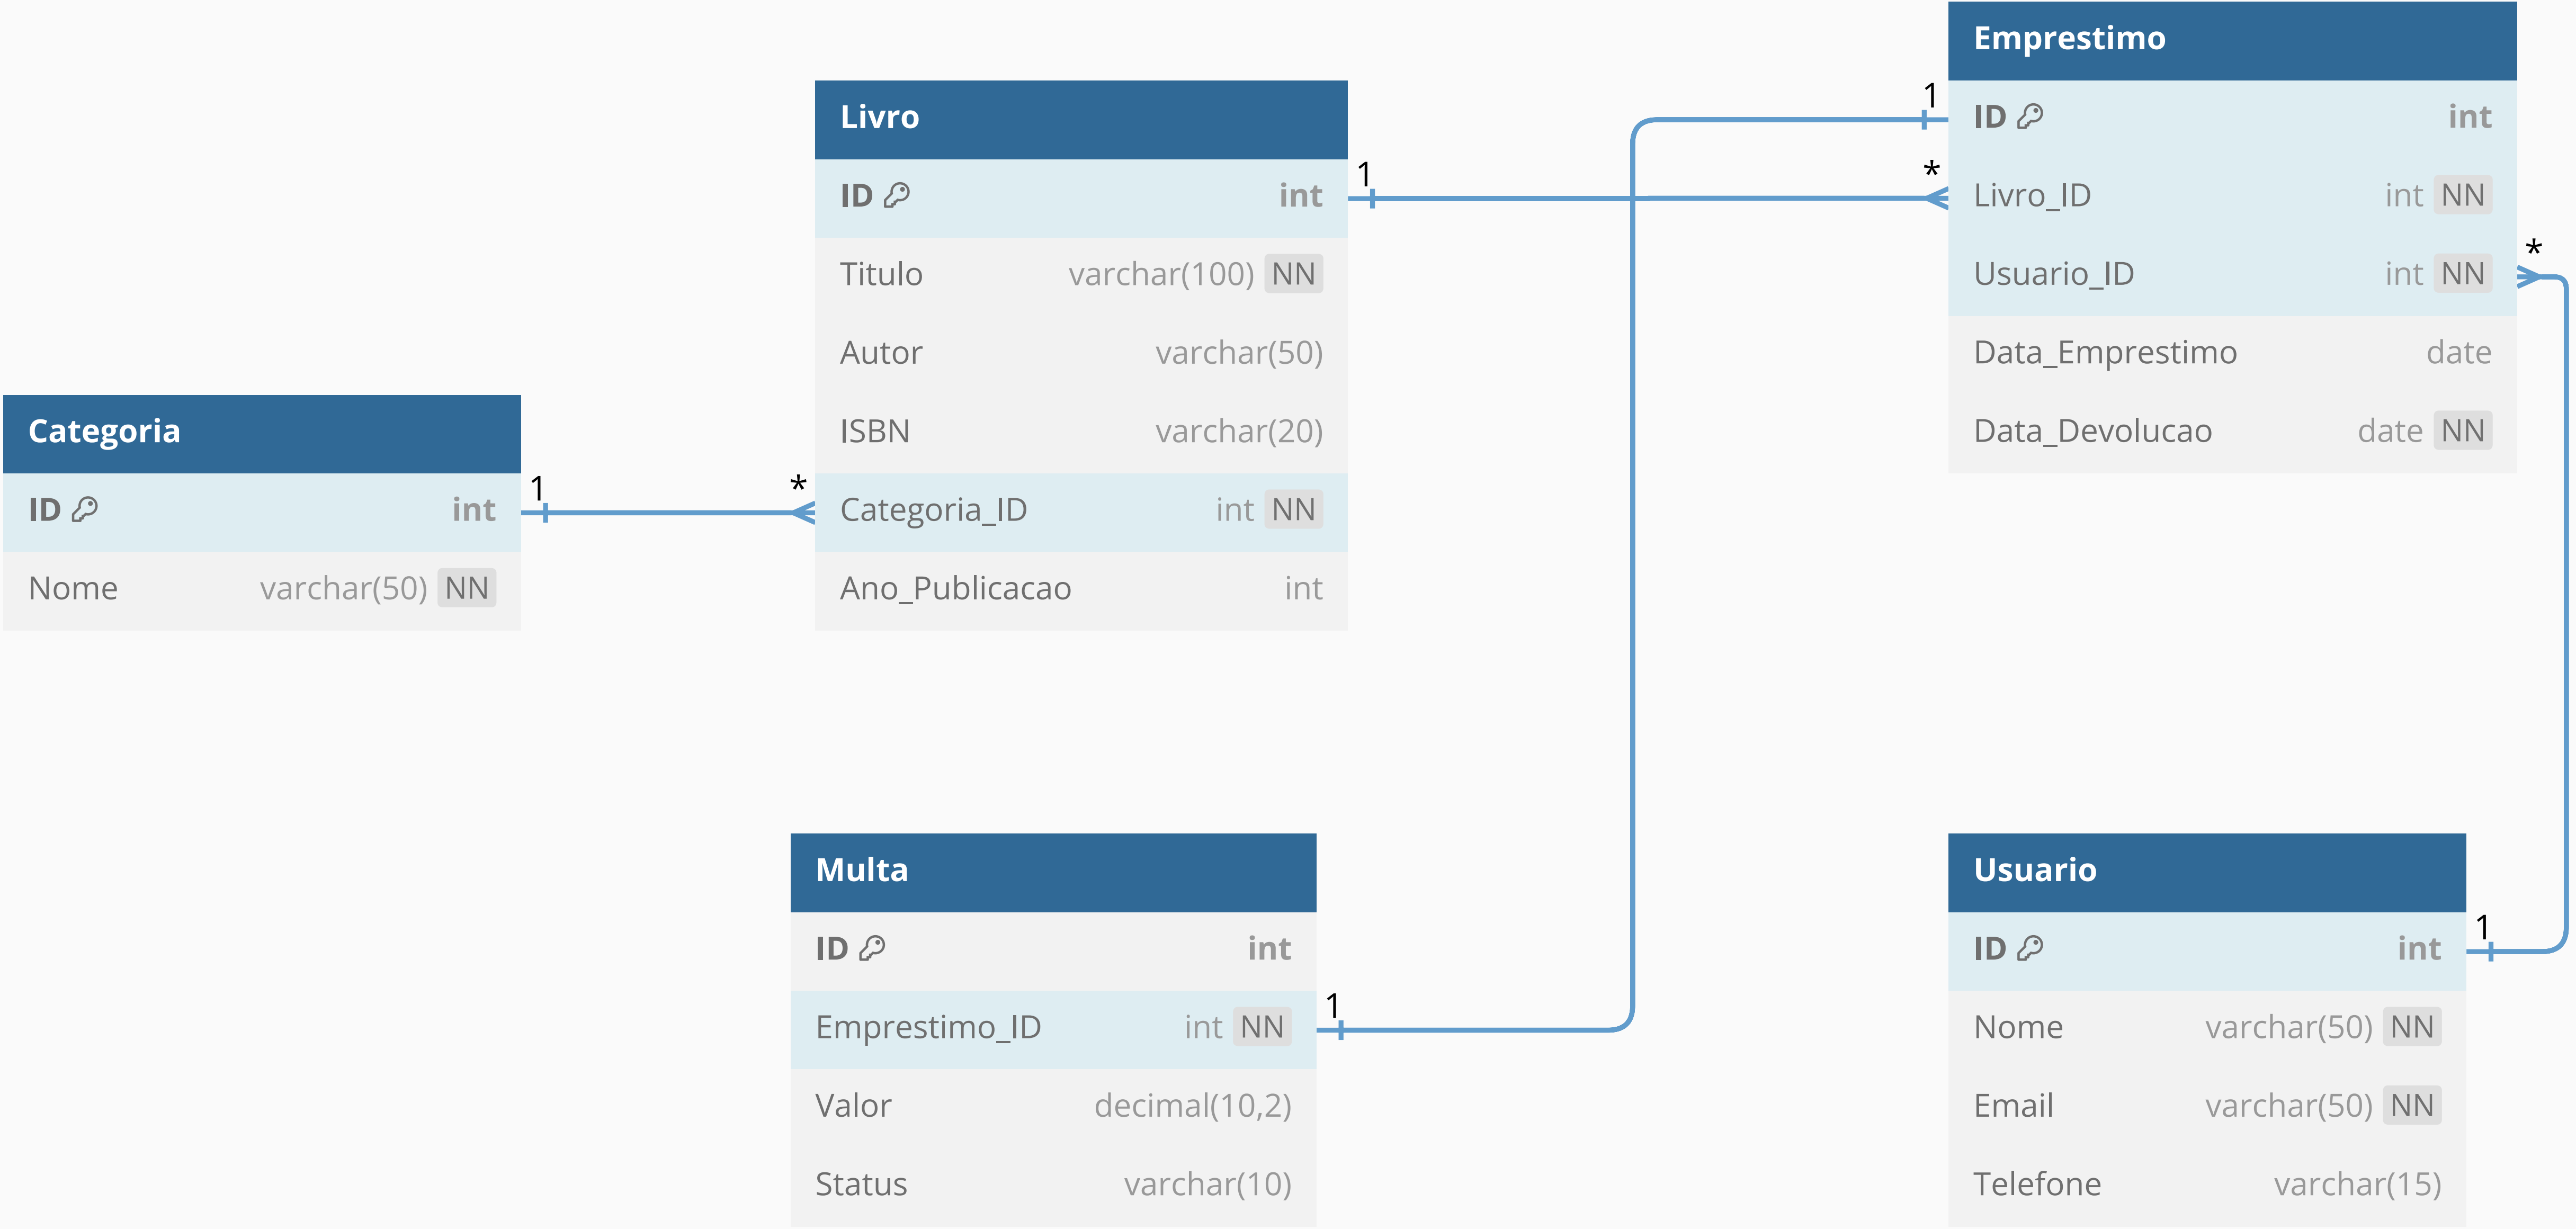 Categoria
ID int
Nome varchar(50) NN
1 *
Livro
ID int
Titulo varchar(100) NN
Autor varchar(50)
ISBN varchar(20)
Categoria_ID int NN
Ano_Publicacao int
1 *
Emprestimo
1
ID int
Livro_ID int NN
Usuario_ID int NN
*
Data_Emprestimo date
Data_Devolucao date NN
Multa
ID int
Emprestimo_ID int NN
1
Valor decimal(10,2)
Status varchar(10)
Usuario
ID int
1
Nome varchar(50) NN
Email varchar(50) NN
Telefone varchar(15)